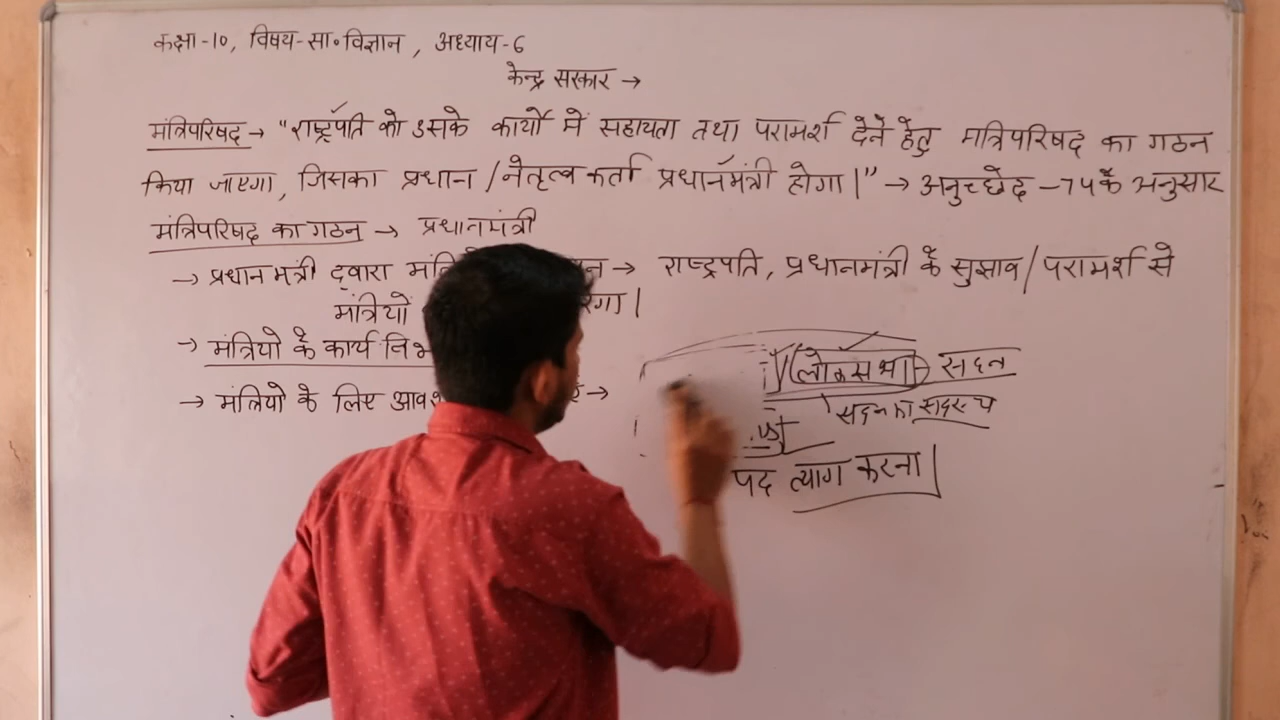 कक्षा-10, विषय-सा॰विज्ञान, अध्याय-6
केन्द्र सरकार →
मंत्रिपरिषद → "राष्ट्रपति को उसके कार्यों में सहायता तथा परामर्श देने हेतु मंत्रिपरिषद का गठन
किया जाएगा, जिसका प्रधान/नेतृत्व कर्ता प्रधानमंत्री होगा।" → अनुच्छेद -74 के अनुसार
मंत्रिपरिषद का गठन → प्रधानमंत्री
→ प्रधानमंत्री द्वारा → राष्ट्रपति, प्रधानमंत्री के सुझाव/परामर्श से
मंत्रियो
→ मंत्रियो के कार्य
→ मंत्रियो के लिए →
(लोकसभा) → सदन
सदन का सदस्य
पद त्याग करना|